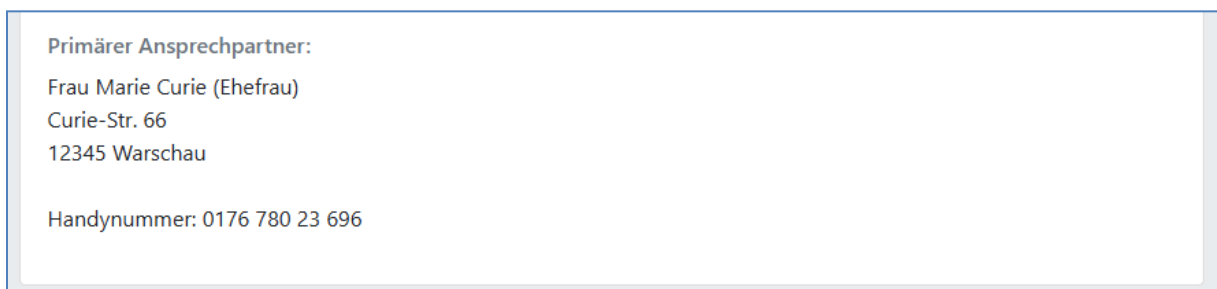 Primärer Ansprechpartner:
Frau Marie Curie (Ehefrau)
Curie-Str. 66
12345 Warschau
Handynummer: 0176 780 23 696